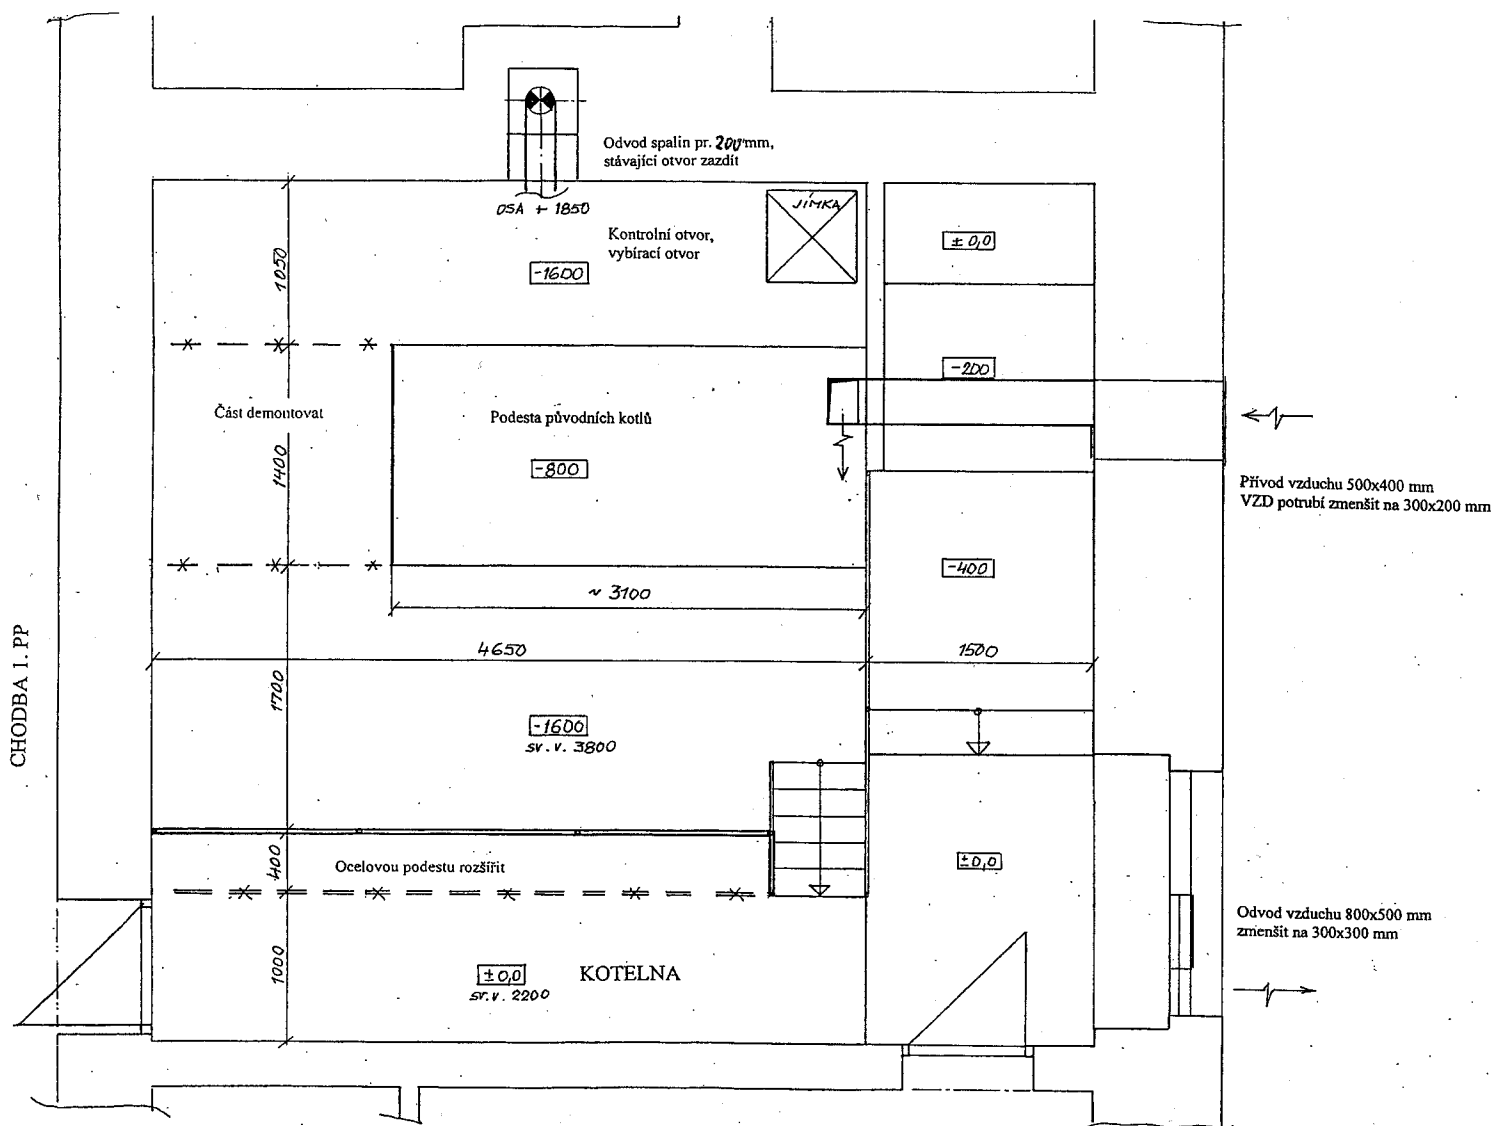 Odvod spalin pr. 200 mm,
stávající otvor zazdít
OSA + 1850
JÍMKA
Kontrolní otvor,
vybírací otvor
± 0,0
-1600
1050
-200
Část demontovat
Podesta původních kotlů
1400
-800
Přívod vzduchu 500x400 mm
VZD potrubí zmenšit na 300x200 mm
-400
~ 3100
4650
1500
CHODBA 1. PP
1700
-1600
sv. v. 3800
400
Ocelovou podestu rozšířit
±0,0
Odvod vzduchu 800x500 mm
zmenšit na 300x300 mm
1000
±0,0
KOTELNA
sv. v. 2200